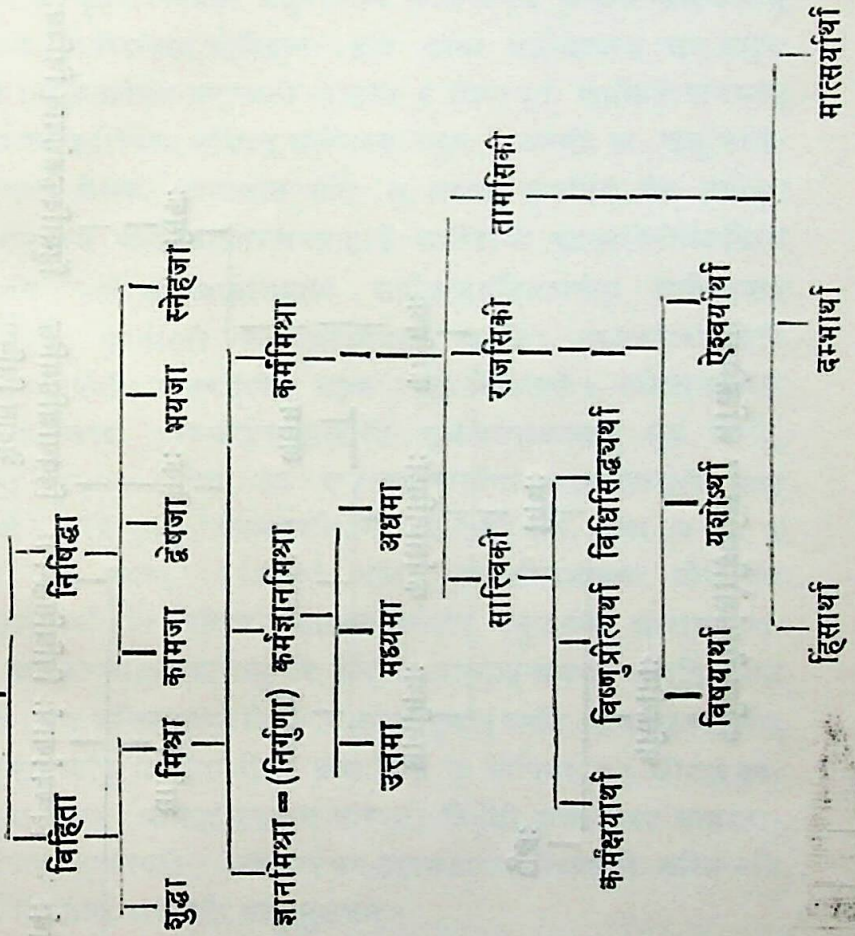 विहिता निषिद्धा
शुद्धा मिश्रा कामजा द्वेषजा भयजा स्नेहजा
ज्ञानमिश्रा = (निर्गुणा) कर्मज्ञानमिश्रा कर्ममिश्रा
उत्तमा मध्यमा अधमा
सात्त्विकी राजसिकी तामसिकी
कर्मक्षयार्था विष्णुप्रीत्यर्था विधिसिद्ध्यर्था
विषयार्था यशोऽर्था ऐश्वर्यार्था
हिंसार्था दम्भार्था मात्सर्यार्था